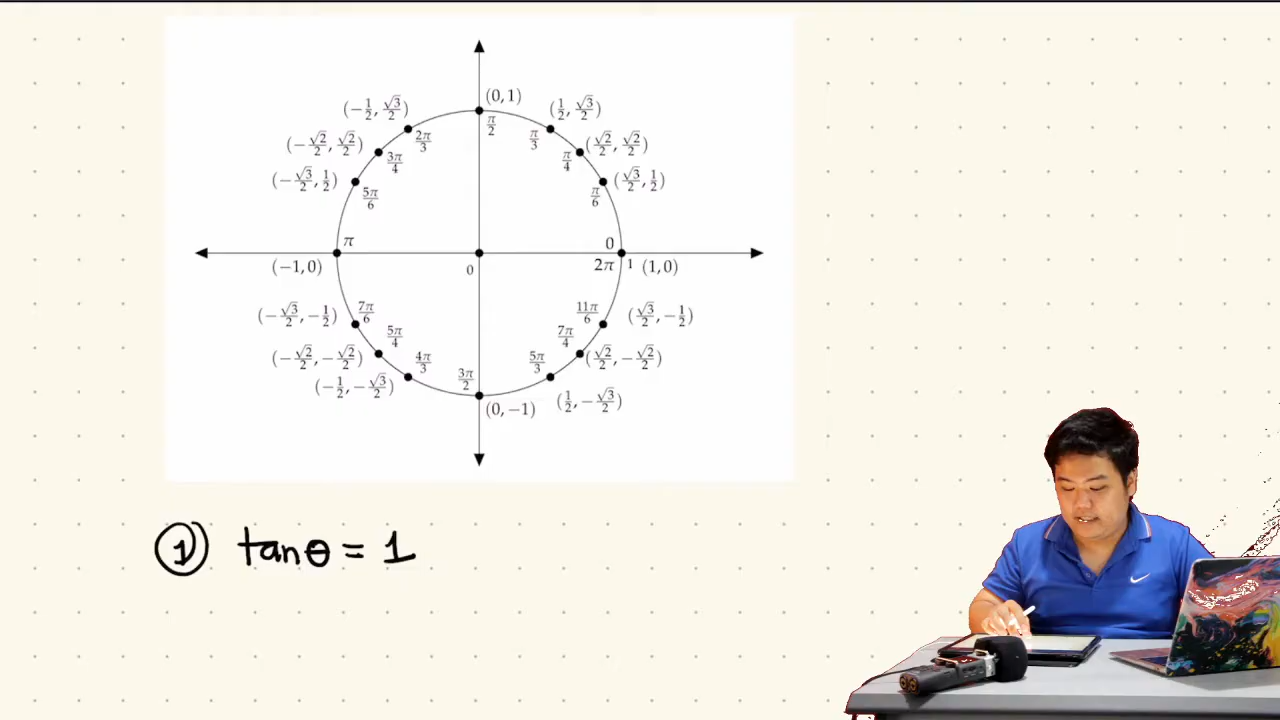 (0, 1)
π/2
(−1/2, √3/2)
2π/3
(−√2/2, √2/2)
3π/4
(−√3/2, 1/2)
5π/6
(1/2, √3/2)
π/3
(√2/2, √2/2)
π/4
(√3/2, 1/2)
π/6
π
(−1, 0)
0
0
2π
1
(1, 0)
(−√3/2, −1/2)
7π/6
(−√2/2, −√2/2)
5π/4
(−1/2, −√3/2)
4π/3
3π/2
(0, −1)
11π/6
(√3/2, −1/2)
7π/4
(√2/2, −√2/2)
5π/3
(1/2, −√3/2)
① tanθ = 1